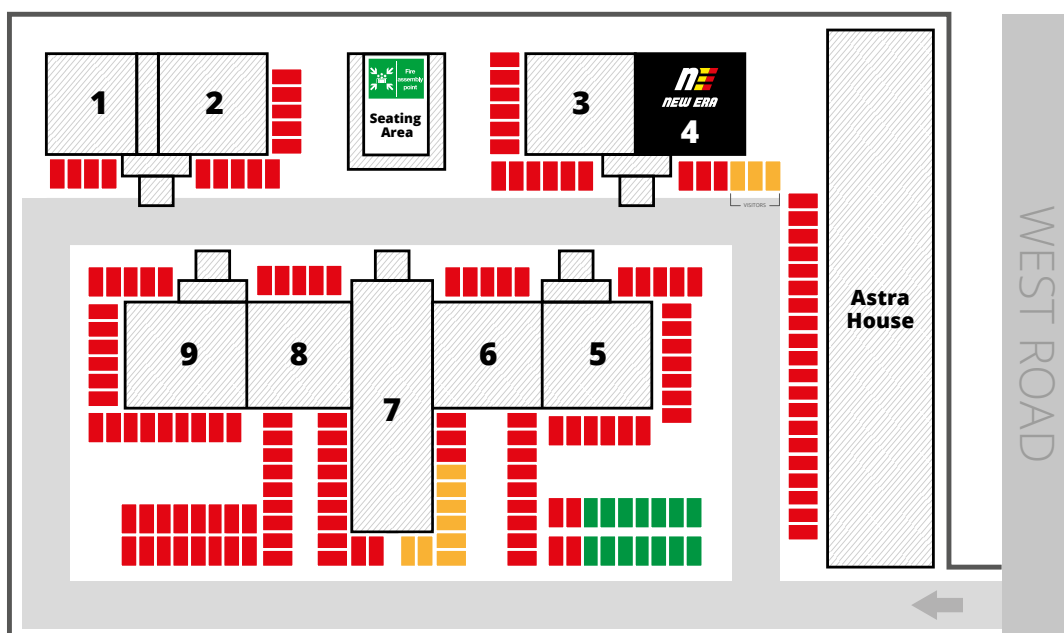 1
2
Fire
assembly
point
Seating
Area
3
NE
NEW ERA
4
VISITORS
9
8
7
6
5
Astra
House
WEST ROAD